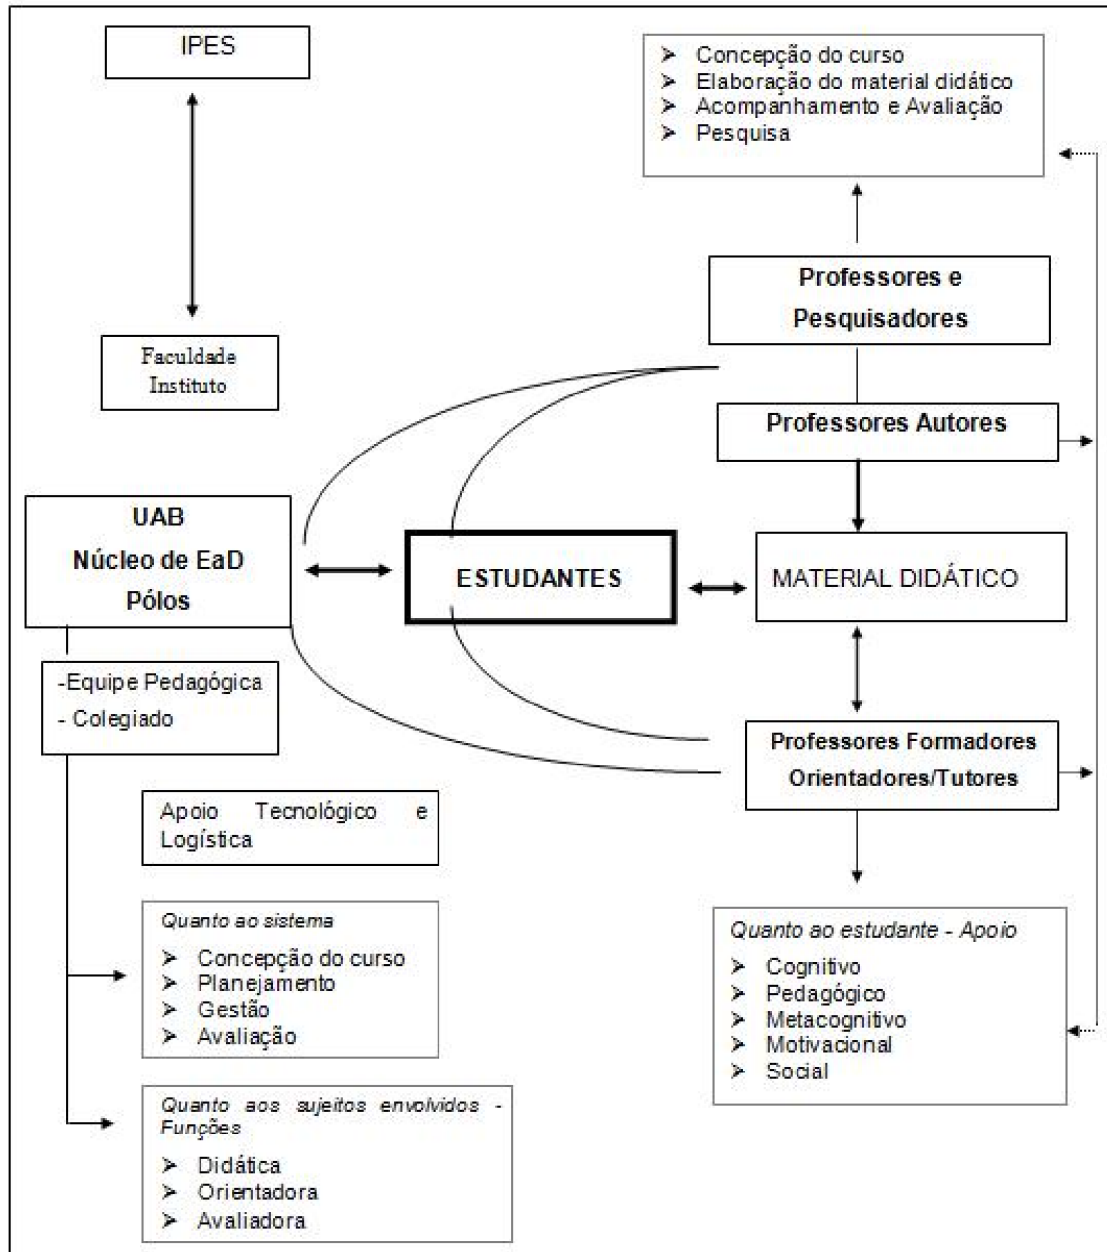 IPES
➢ Concepção do curso
➢ Elaboração do material didático
➢ Acompanhamento e Avaliação
➢ Pesquisa
Professores e
Pesquisadores
Faculdade
Instituto
Professores Autores
UAB
Núcleo de EaD
Pólos
ESTUDANTES
MATERIAL DIDÁTICO
-Equipe Pedagógica
- Colegiado
Professores Formadores
Orientadores/Tutores
Apoio Tecnológico e
Logística
Quanto ao sistema
➢ Concepção do curso
➢ Planejamento
➢ Gestão
➢ Avaliação
Quanto ao estudante - Apoio
➢ Cognitivo
➢ Pedagógico
➢ Metacognitivo
➢ Motivacional
➢ Social
Quanto aos sujeitos envolvidos -
Funções
➢ Didática
➢ Orientadora
➢ Avaliadora